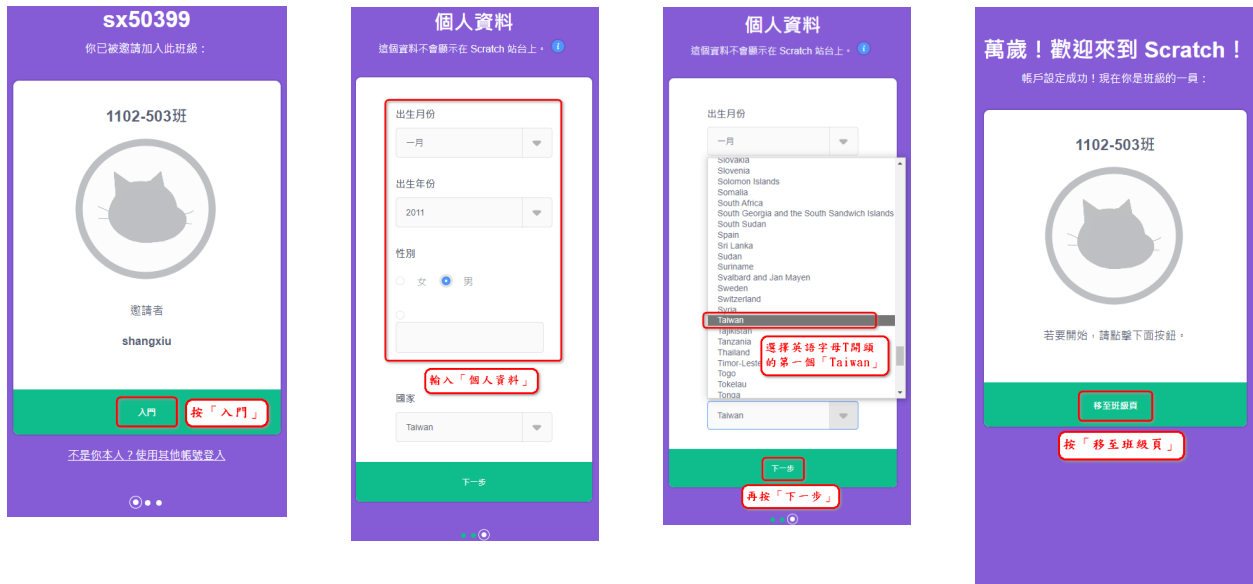 sx50399
你已被邀請加入此班級：
1102-503班
邀請者
shangxiu
入門
按「入門」
不是你本人？使用其他帳號登入
個人資料
這個資料不會顯示在 Scratch 站台上。
出生月份
一月
出生年份
2011
性別
女 男
輸入「個人資料」
國家
Taiwan
下一步
個人資料
這個資料不會顯示在 Scratch 站台上。
出生月份
一月
Slovakia
Slovenia
Solomon Islands
Somalia
South Africa
South Georgia and the South Sandwich Islands
South Sudan
Spain
Sri Lanka
Sudan
Suriname
Svalbard and Jan Mayen
Sweden
Switzerland
Syria
Taiwan
Tajikistan
Tanzania
Thailand
Timor-Leste
Togo
Tokelau
Tonga
選擇英語字母T開頭
的第一個「Taiwan」
Taiwan
下一步
再按「下一步」
萬歲！歡迎來到 Scratch！
帳戶設定成功！現在你是班級的一員：
1102-503班
若要開始，請點擊下面按鈕。
移至班級頁
按「移至班級頁」